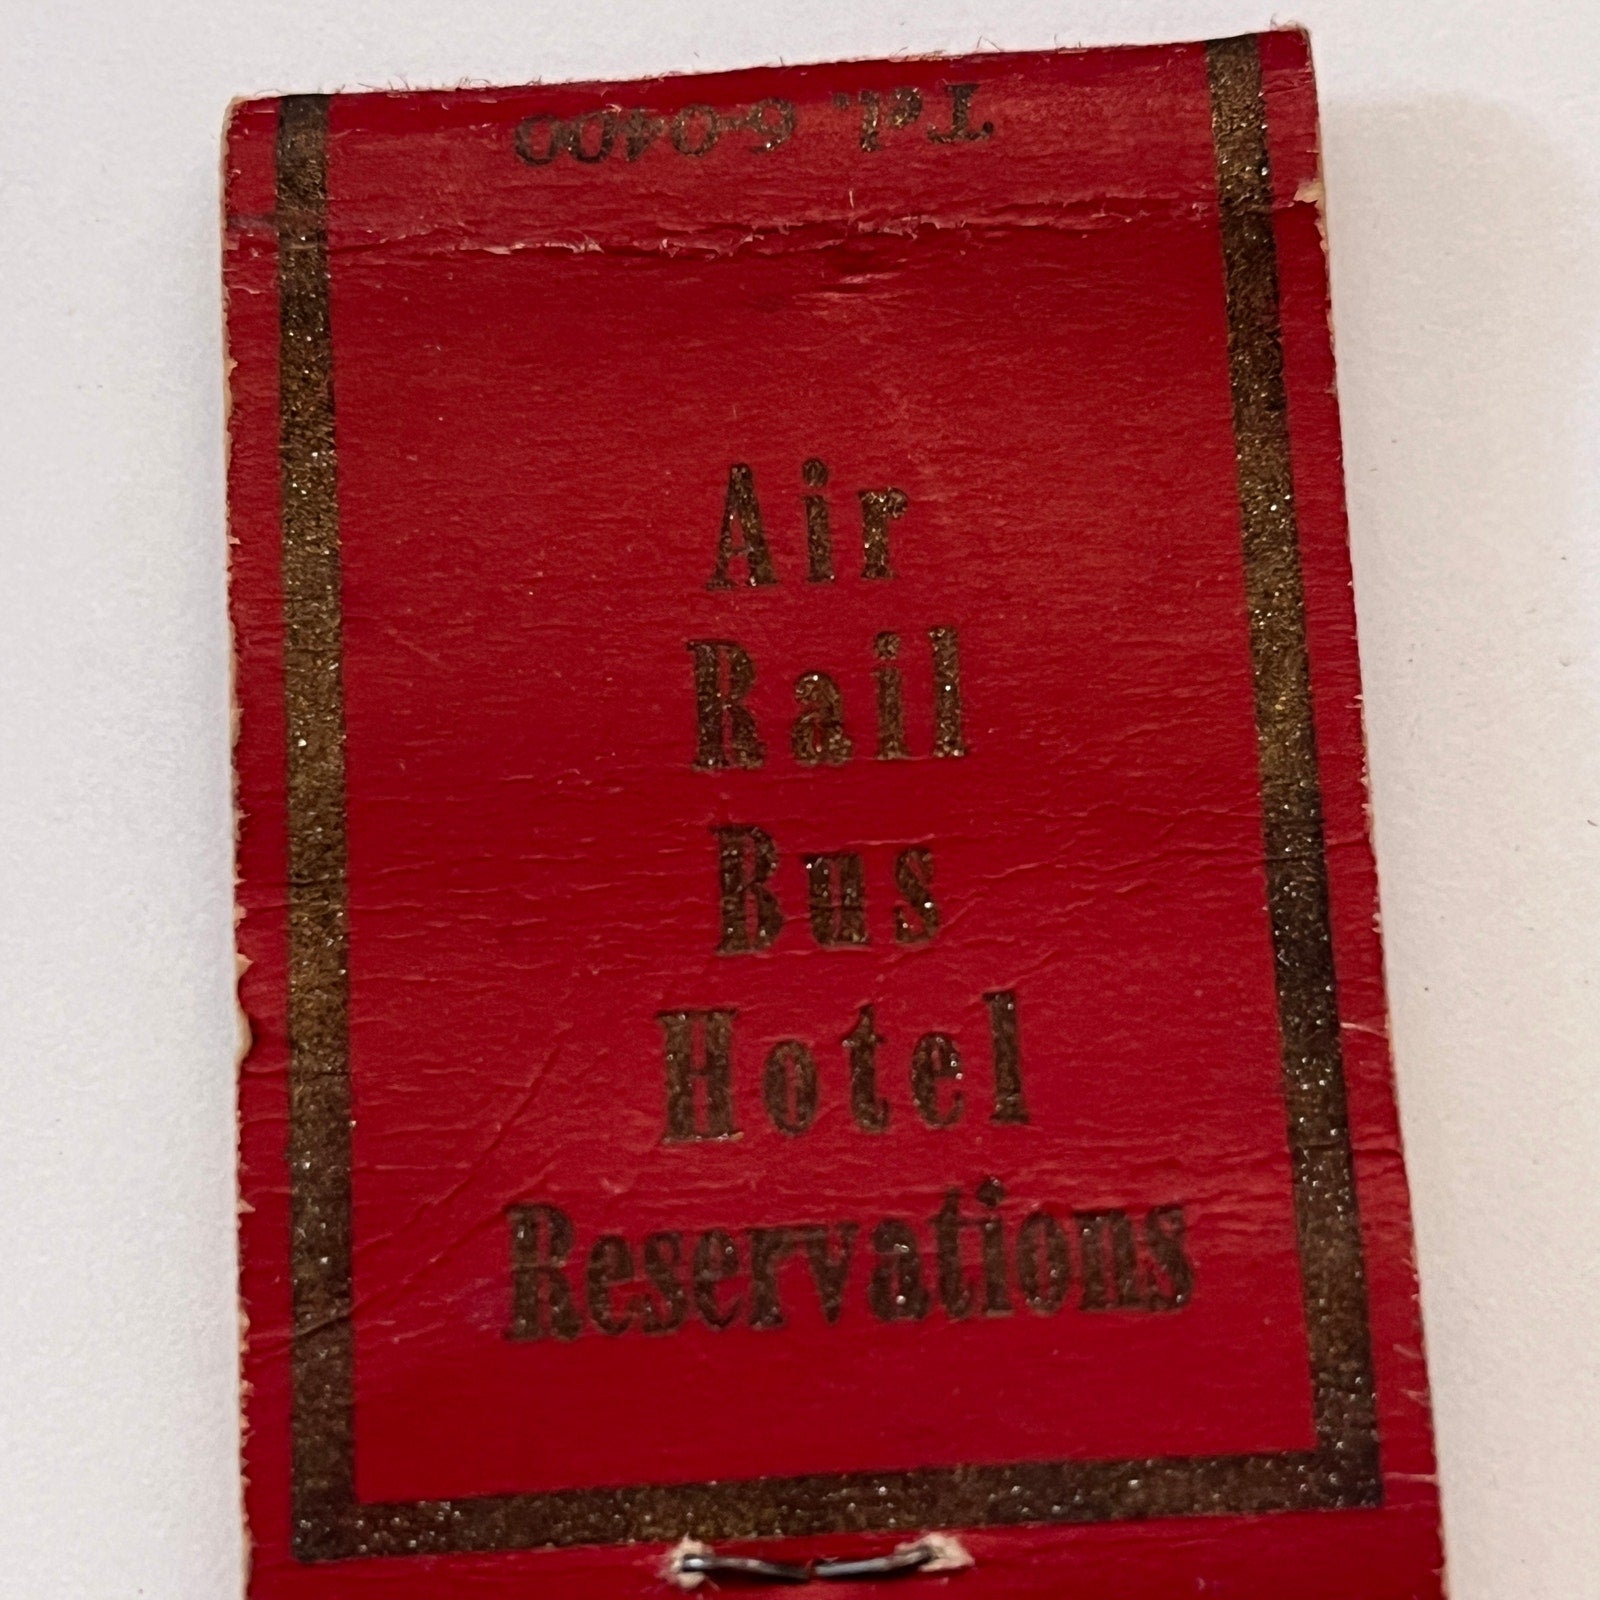 Tel. 6-0400
Air
Rail
Bus
Hotel
Reservations